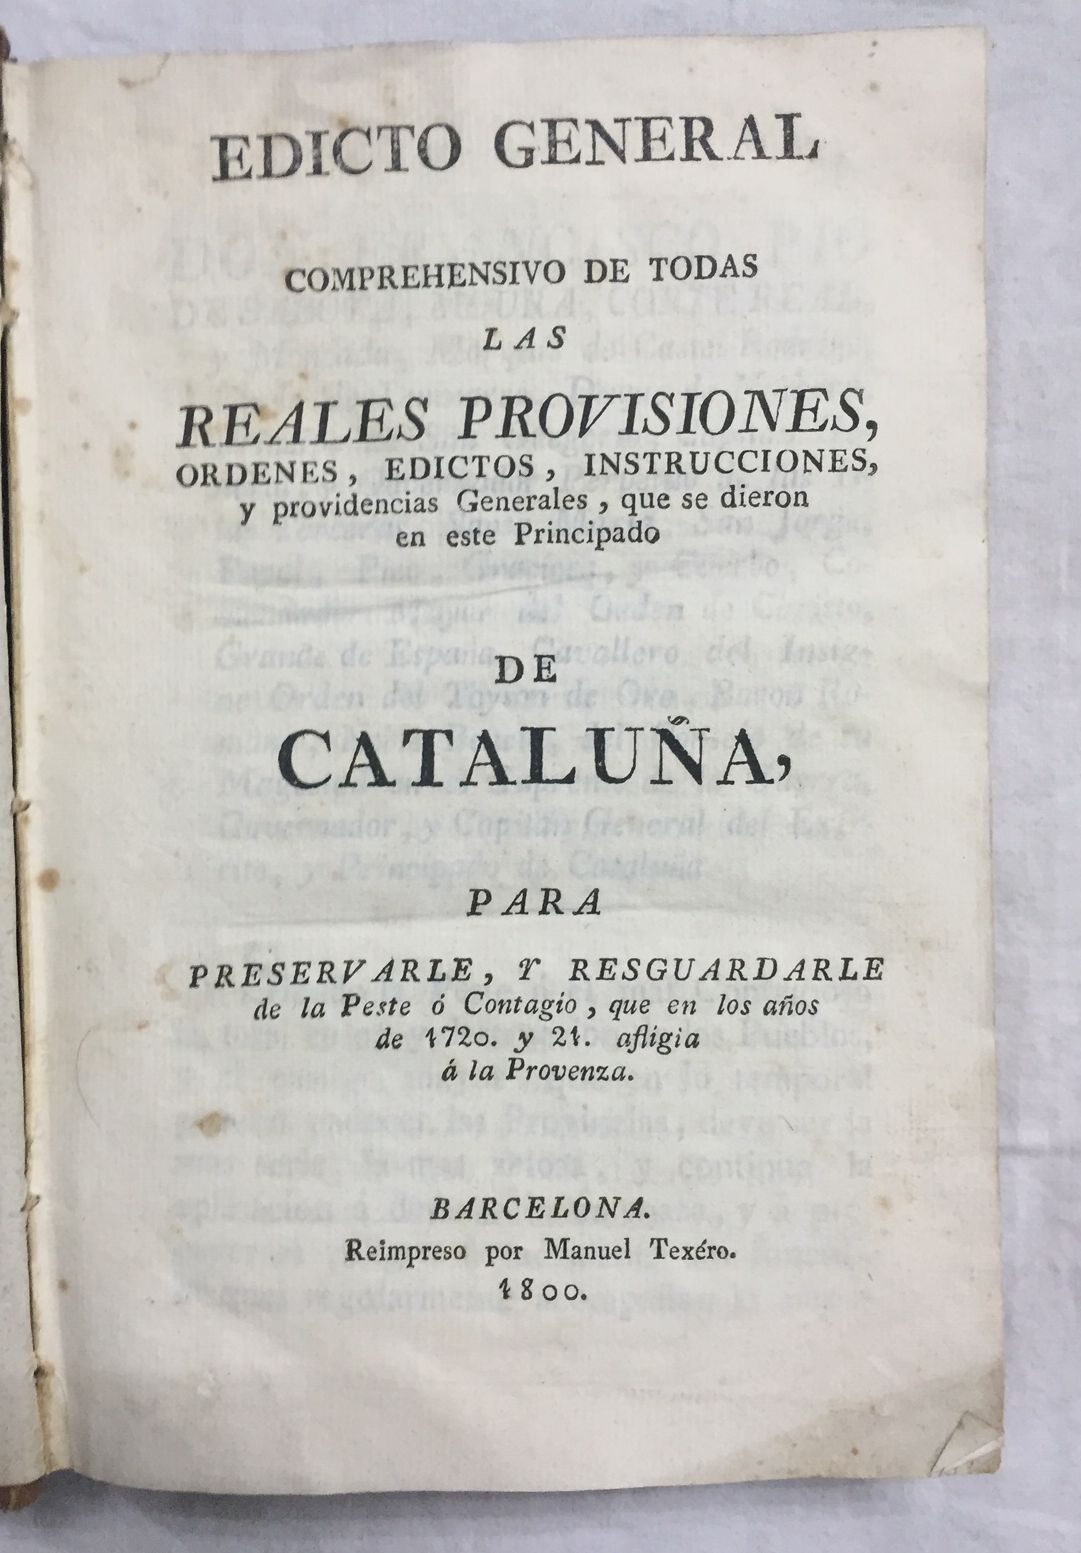 EDICTO GENERAL
COMPREHENSIVO DE TODAS
LAS
REALES PROVISIONES,
ORDENES, EDICTOS, INSTRUCCIONES,
y providencias Generales, que se dieron
en este Principado
DE
CATALUÑA,
PARA
PRESERVARLE, Y RESGUARDARLE
de la Peste ó Contagio, que en los años
de 1720. y 21. afligia
á la Provenza.
BARCELONA.
Reimpreso por Manuel Texéro.
1800.